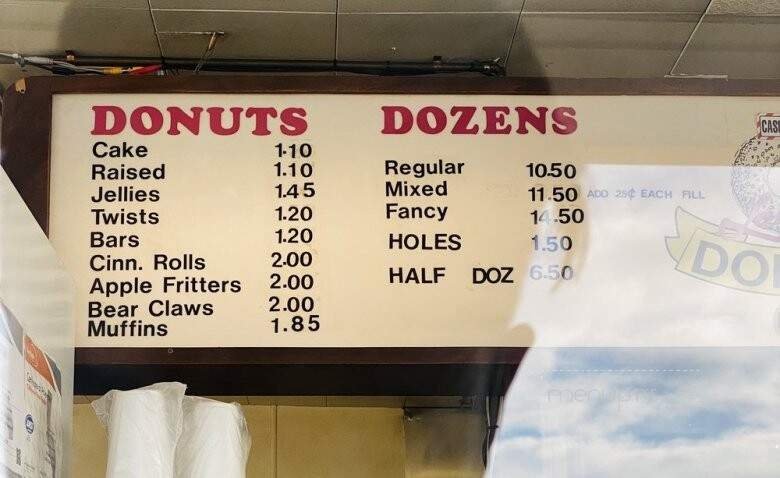 DONUTS
Cake 1.10
Raised 1.10
Jellies 1.45
Twists 1.20
Bars 1.20
Cinn. Rolls 2.00
Apple Fritters 2.00
Bear Claws 2.00
Muffins 1.85
DOZENS
Regular 10.50
Mixed 11.50 ADD 25¢ EACH FILL
Fancy 14.50
HOLES 1.50
HALF DOZ 6.50